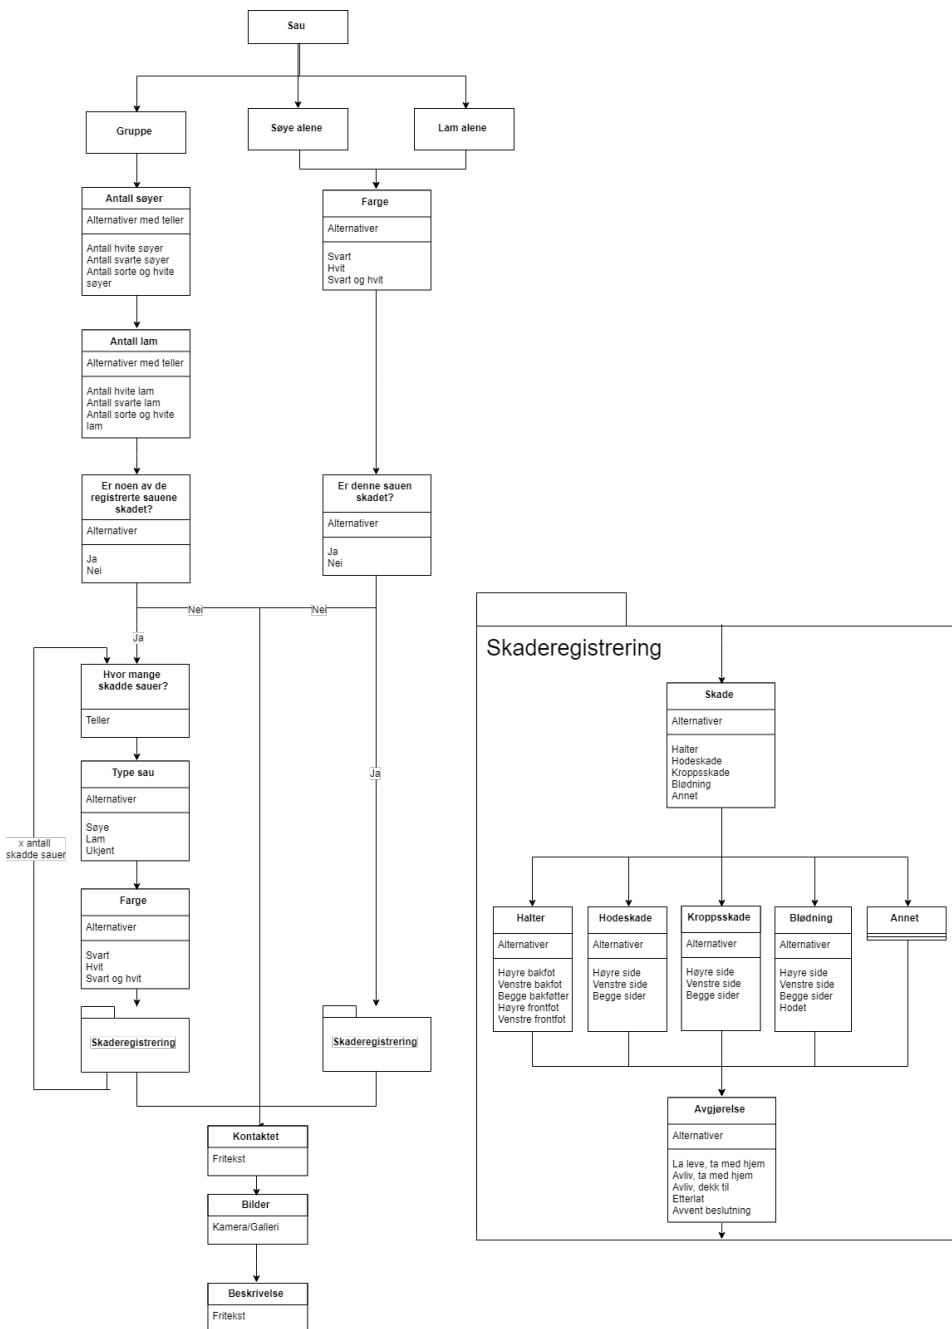 Sau
Gruppe
Søye alene
Lam alene
Antall søyer
Alternativer med teller
Antall hvite søyer
Antall svarte søyer
Antall sorte og hvite
søyer
Farge
Alternativer
Svart
Hvit
Svart og hvit
Antall lam
Alternativer med teller
Antall hvite lam
Antall svarte lam
Antall sorte og hvite
lam
Er noen av de
registrerte sauene
skadet?
Alternativer
Ja
Nei
Er denne sauen
skadet?
Alternativer
Ja
Nei
Nei
Nei
Ja
Hvor mange
skadde sauer?
Teller
Type sau
Alternativer
Søye
Lam
Ukjent
Ja
x antall
skadde sauer
Farge
Alternativer
Svart
Hvit
Svart og hvit
Skaderegistrering
Skaderegistrering
Kontaktet
Fritekst
Bilder
Kamera/Galleri
Beskrivelse
Fritekst
Skaderegistrering
Skade
Alternativer
Halter
Hodeskade
Kroppsskade
Blødning
Annet
Halter
Alternativer
Høyre bakfot
Venstre bakfot
Begge bakføtter
Høyre frontfot
Venstre frontfot
Hodeskade
Alternativer
Høyre side
Venstre side
Begge sider
Kroppsskade
Alternativer
Høyre side
Venstre side
Begge sider
Blødning
Alternativer
Høyre side
Venstre side
Begge sider
Hodet
Annet
Avgjørelse
Alternativer
La leve, ta med hjem
Avliv, ta med hjem
Avliv, dekk til
Etterlat
Avvent beslutning